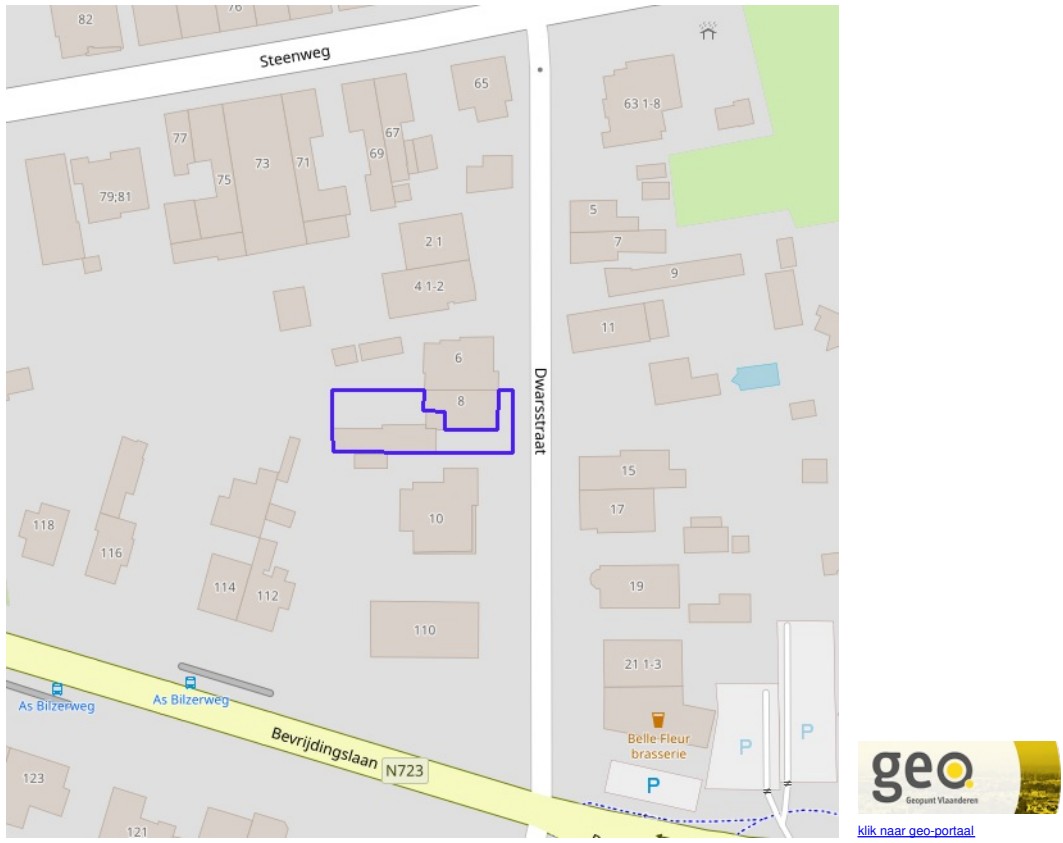 82
76
Steenweg
65
63 1-8
77
67
73
71
69
75
79;81
5
2 1
7
9
4 1-2
11
6
8
Dwarsstraat
15
17
10
118
116
114
112
19
110
21 1-3
As Bilzerweg
As Bilzerweg
Belle Fleur
brasserie
Bevrijdingslaan
N723
P
P
P
123
121
geo
Geopunt Vlaanderen
klik naar geo-portaal